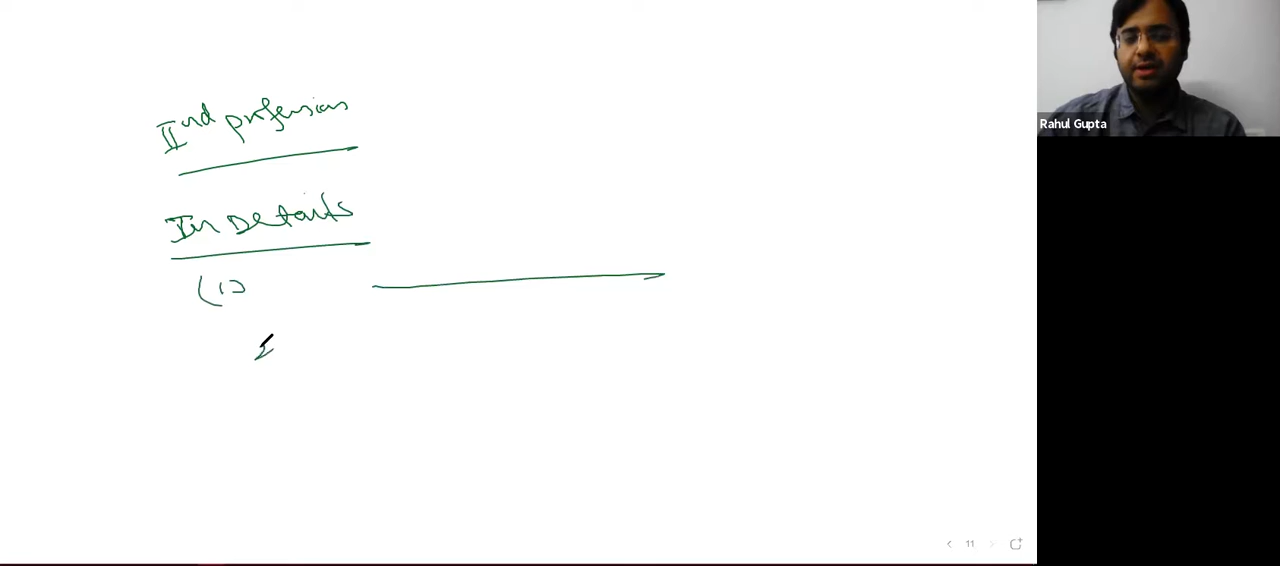 IInd profession
In Details
(1)
Rahul Gupta
11